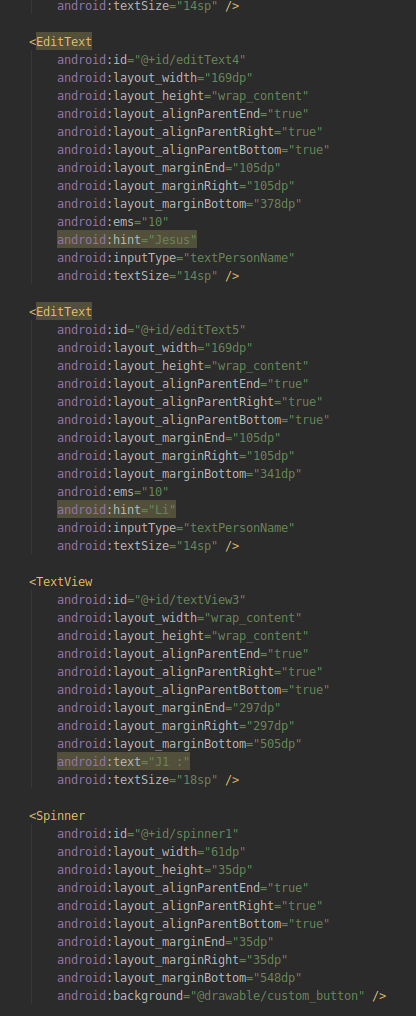 android:textSize="14sp" />
<EditText
android:id="@+id/editText4"
android:layout_width="169dp"
android:layout_height="wrap_content"
android:layout_alignParentEnd="true"
android:layout_alignParentRight="true"
android:layout_alignParentBottom="true"
android:layout_marginEnd="105dp"
android:layout_marginRight="105dp"
android:layout_marginBottom="378dp"
android:ems="10"
android:hint="Jesus"
android:inputType="textPersonName"
android:textSize="14sp" />
<EditText
android:id="@+id/editText5"
android:layout_width="169dp"
android:layout_height="wrap_content"
android:layout_alignParentEnd="true"
android:layout_alignParentRight="true"
android:layout_alignParentBottom="true"
android:layout_marginEnd="105dp"
android:layout_marginRight="105dp"
android:layout_marginBottom="341dp"
android:ems="10"
android:hint="Li"
android:inputType="textPersonName"
android:textSize="14sp" />
<TextView
android:id="@+id/textView3"
android:layout_width="wrap_content"
android:layout_height="wrap_content"
android:layout_alignParentEnd="true"
android:layout_alignParentRight="true"
android:layout_alignParentBottom="true"
android:layout_marginEnd="297dp"
android:layout_marginRight="297dp"
android:layout_marginBottom="505dp"
android:text="J1 :"
android:textSize="18sp" />
<Spinner
android:id="@+id/spinner1"
android:layout_width="61dp"
android:layout_height="35dp"
android:layout_alignParentEnd="true"
android:layout_alignParentRight="true"
android:layout_alignParentBottom="true"
android:layout_marginEnd="35dp"
android:layout_marginRight="35dp"
android:layout_marginBottom="548dp"
android:background="@drawable/custom_button" />